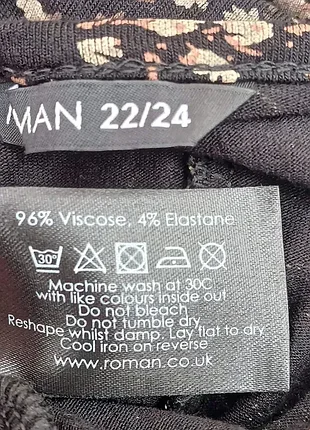 MAN 22/24
96% Viscose, 4% Elastane
30°
Machine wash at 30C
with like colours inside out
Do not bleach
Do not tumble dry
Reshape whilst damp. Lay flat to dry
Cool iron on reverse
www.roman.co.uk